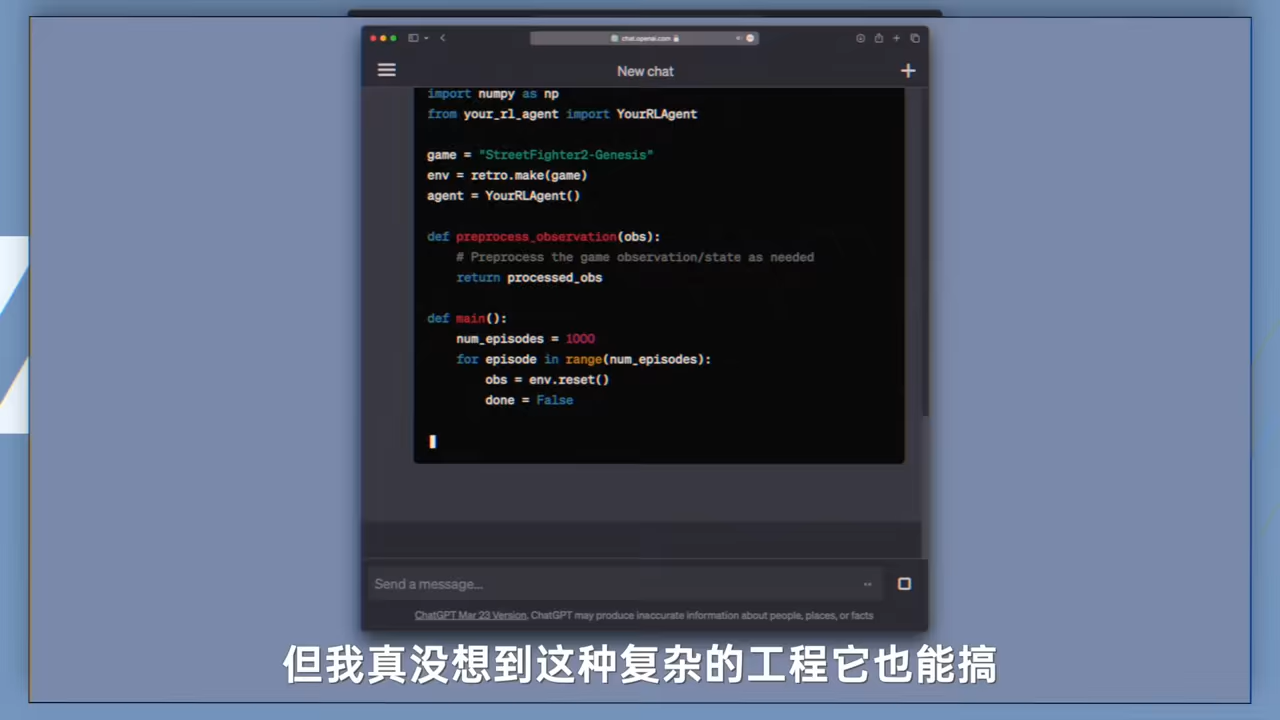 chat.openai.com
New chat
import numpy as np
from your_rl_agent import YourRLAgent
game = "StreetFighter2-Genesis"
env = retro.make(game)
agent = YourRLAgent()
def preprocess_observation(obs):
# Preprocess the game observation/state as needed
return processed_obs
def main():
num_episodes = 1000
for episode in range(num_episodes):
obs = env.reset()
done = False
Send a message...
ChatGPT Mar 23 Version. ChatGPT may produce inaccurate information about people, places, or facts
但我真没想到这种复杂的工程它也能搞